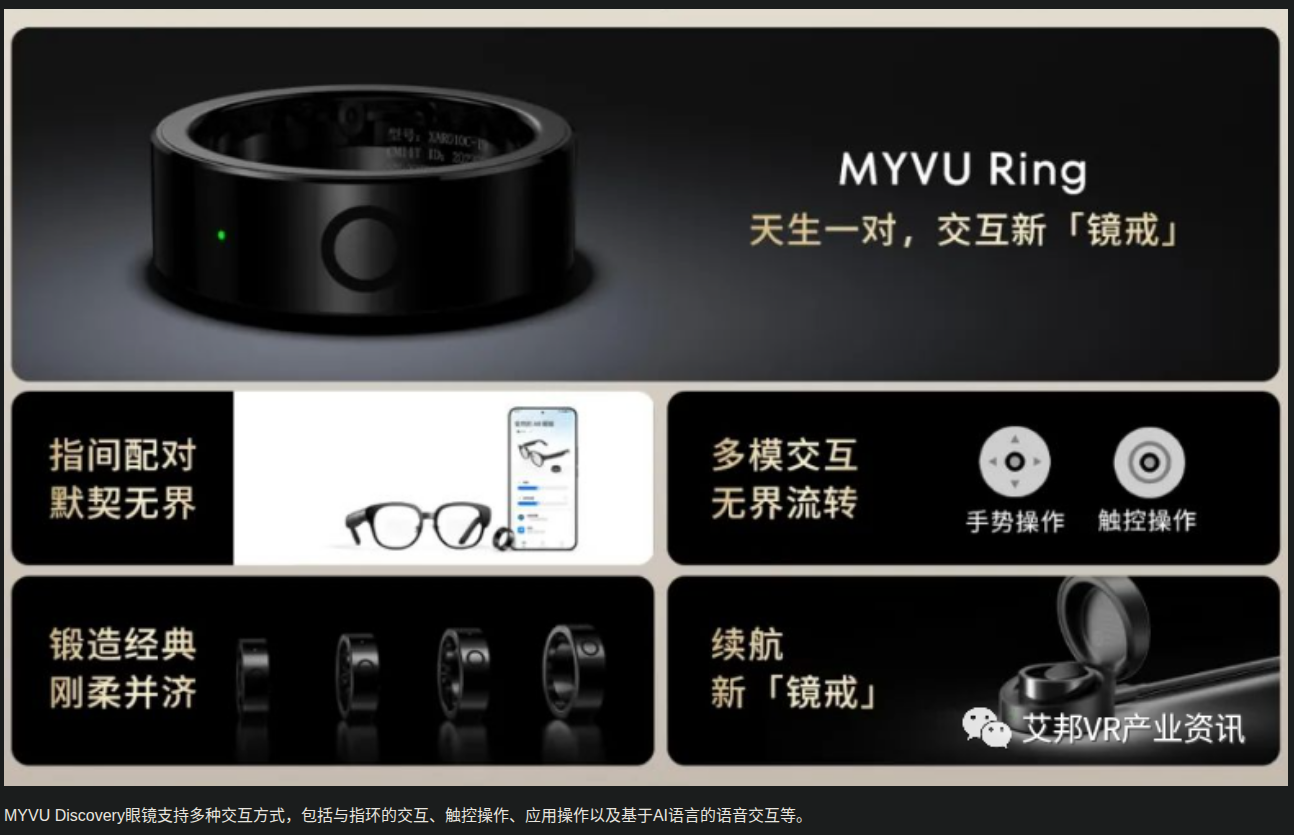 MYVU Ring
天生一对，交互新「镜戒」
指间配对
默契无界
多模交互
无界流转
手势操作
触控操作
锻造经典
刚柔并济
续航
新「镜戒」
艾邦VR产业资讯
MYVU Discovery眼镜支持多种交互方式，包括与指环的交互、触控操作、应用操作以及基于AI语言的语音交互等。